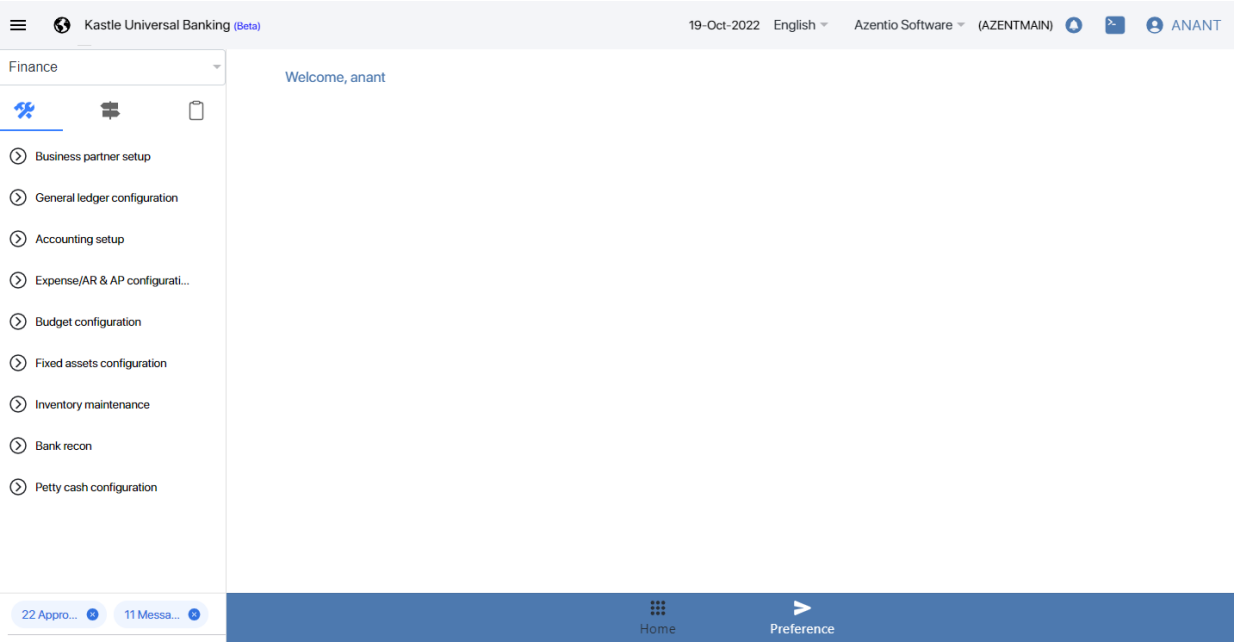 Kastle Universal Banking (Beta) 19-Oct-2022 English Azentio Software (AZENTMAIN) ANANT
Finance
Welcome, anant
Business partner setup
General ledger configuration
Accounting setup
Expense/AR & AP configurati...
Budget configuration
Fixed assets configuration
Inventory maintenance
Bank recon
Petty cash configuration
22 Appro... 11 Messa...
Home Preference